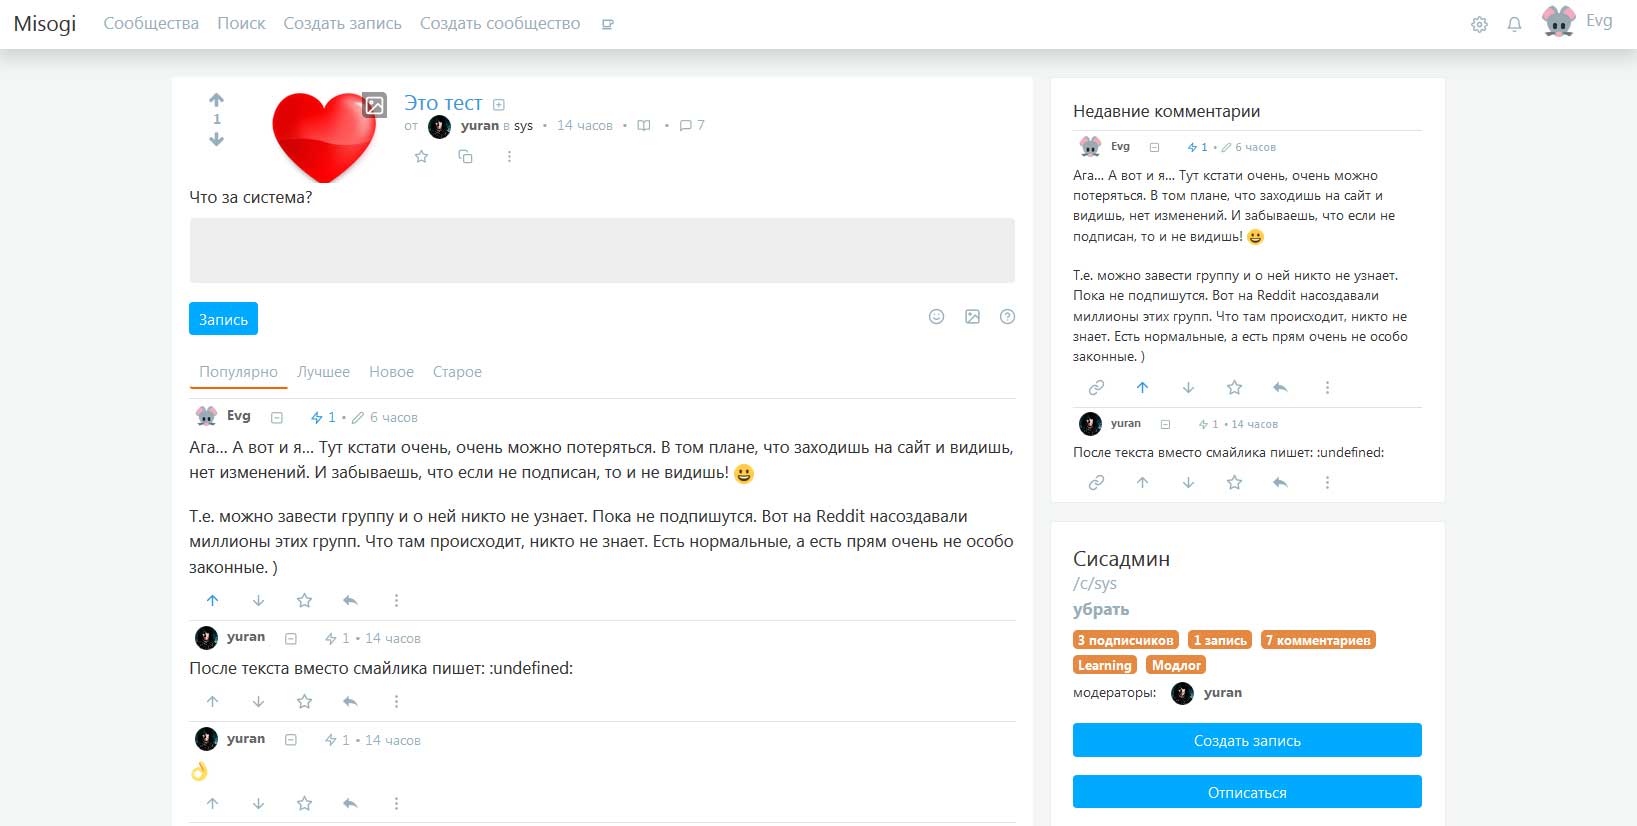 Misogi Сообщества Поиск Создать запись Создать сообщество Evg
1
Это тест
от yuran в sys • 14 часов • • 7
Что за система?
Запись
Популярно Лучшее Новое Старое
Evg 1 • 6 часов
Ага... А вот и я... Тут кстати очень, очень можно потеряться. В том плане, что заходишь на сайт и видишь,
нет изменений. И забываешь, что если не подписан, то и не видишь! 😀
Т.е. можно завести группу и о ней никто не узнает. Пока не подпишутся. Вот на Reddit насоздавали
миллионы этих групп. Что там происходит, никто не знает. Есть нормальные, а есть прям очень не особо
законные. )
yuran 1 • 14 часов
После текста вместо смайлика пишет: :undefined:
yuran 1 • 14 часов
👌
Недавние комментарии
Evg 1 • 6 часов
Ага... А вот и я... Тут кстати очень, очень можно
потеряться. В том плане, что заходишь на сайт и
видишь, нет изменений. И забываешь, что если не
подписан, то и не видишь! 😀
Т.е. можно завести группу и о ней никто не узнает.
Пока не подпишутся. Вот на Reddit насоздавали
миллионы этих групп. Что там происходит, никто не
знает. Есть нормальные, а есть прям очень не особо
законные. )
yuran 1 • 14 часов
После текста вместо смайлика пишет: :undefined:
Сисадмин
/c/sys
убрать
3 подписчиков 1 запись 7 комментариев
Learning Модлог
модераторы: yuran
Создать запись
Отписаться